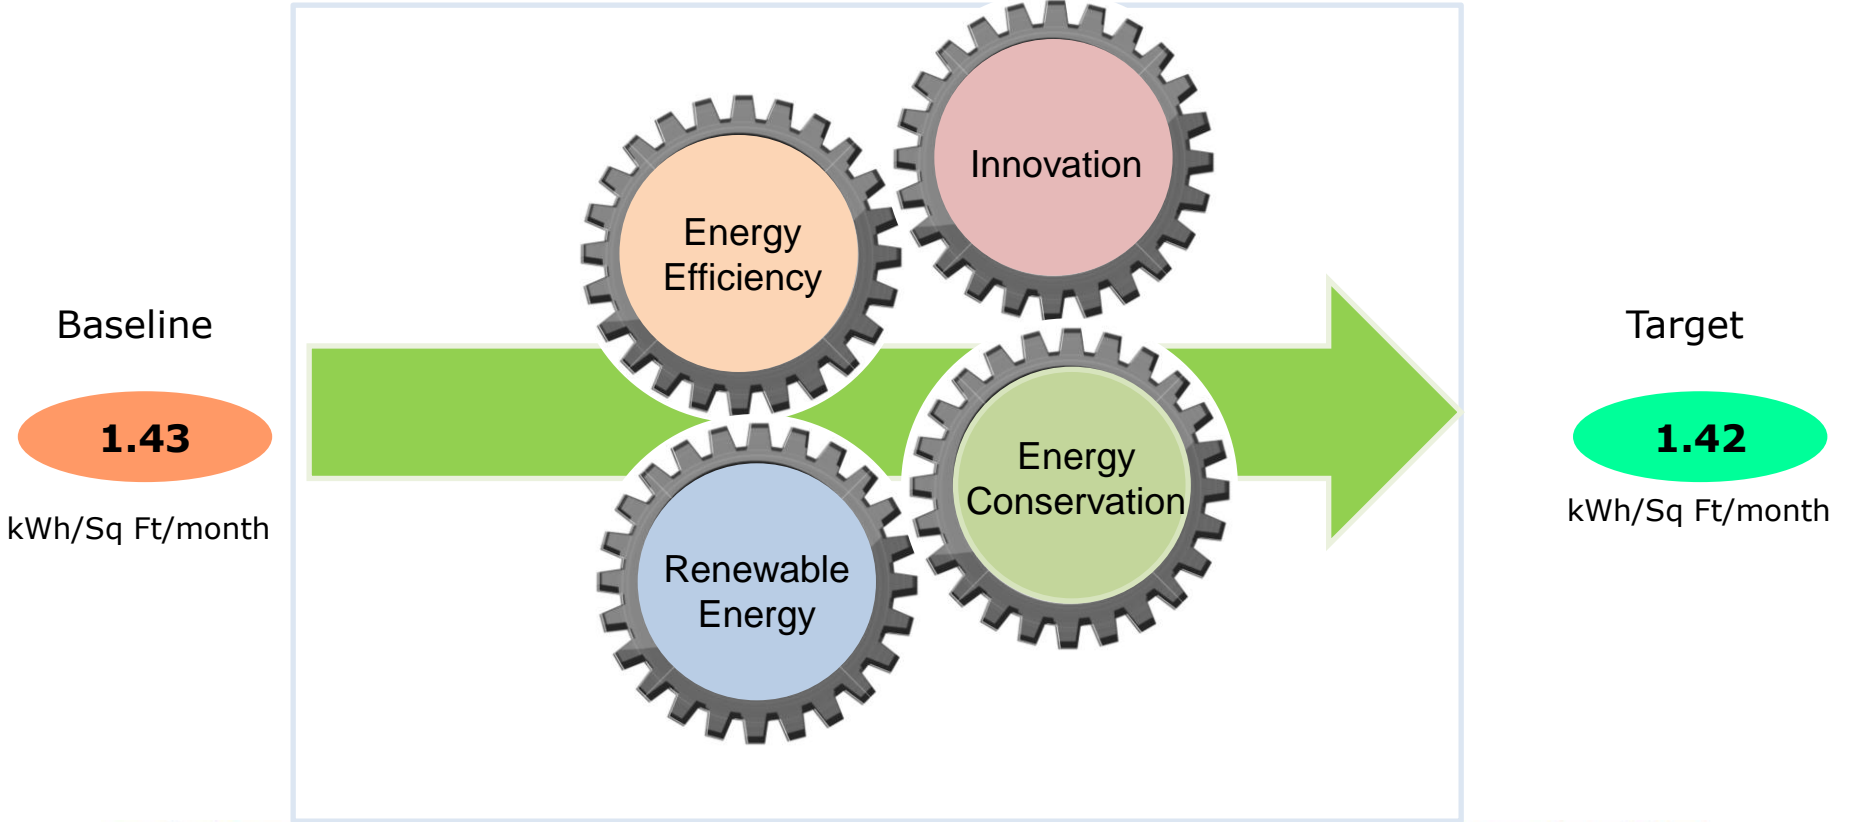 Baseline
1.43
kWh/Sq Ft/month
Energy
Efficiency
Innovation
Renewable
Energy
Energy
Conservation
Target
1.42
kWh/Sq Ft/month